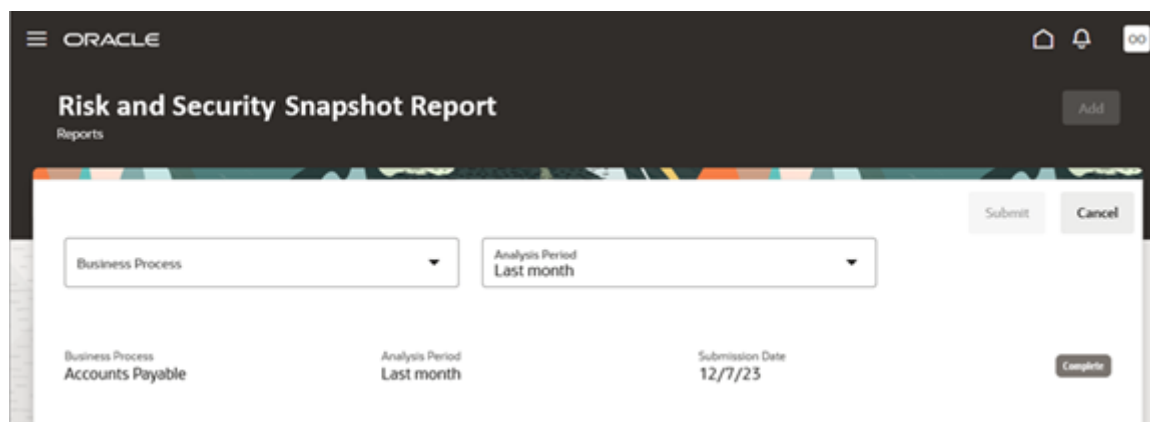 ORACLE
OO
Risk and Security Snapshot Report
Reports
Add
Submit
Cancel
Business Process
Analysis Period
Last month
Business Process
Accounts Payable
Analysis Period
Last month
Submission Date
12/7/23
Complete